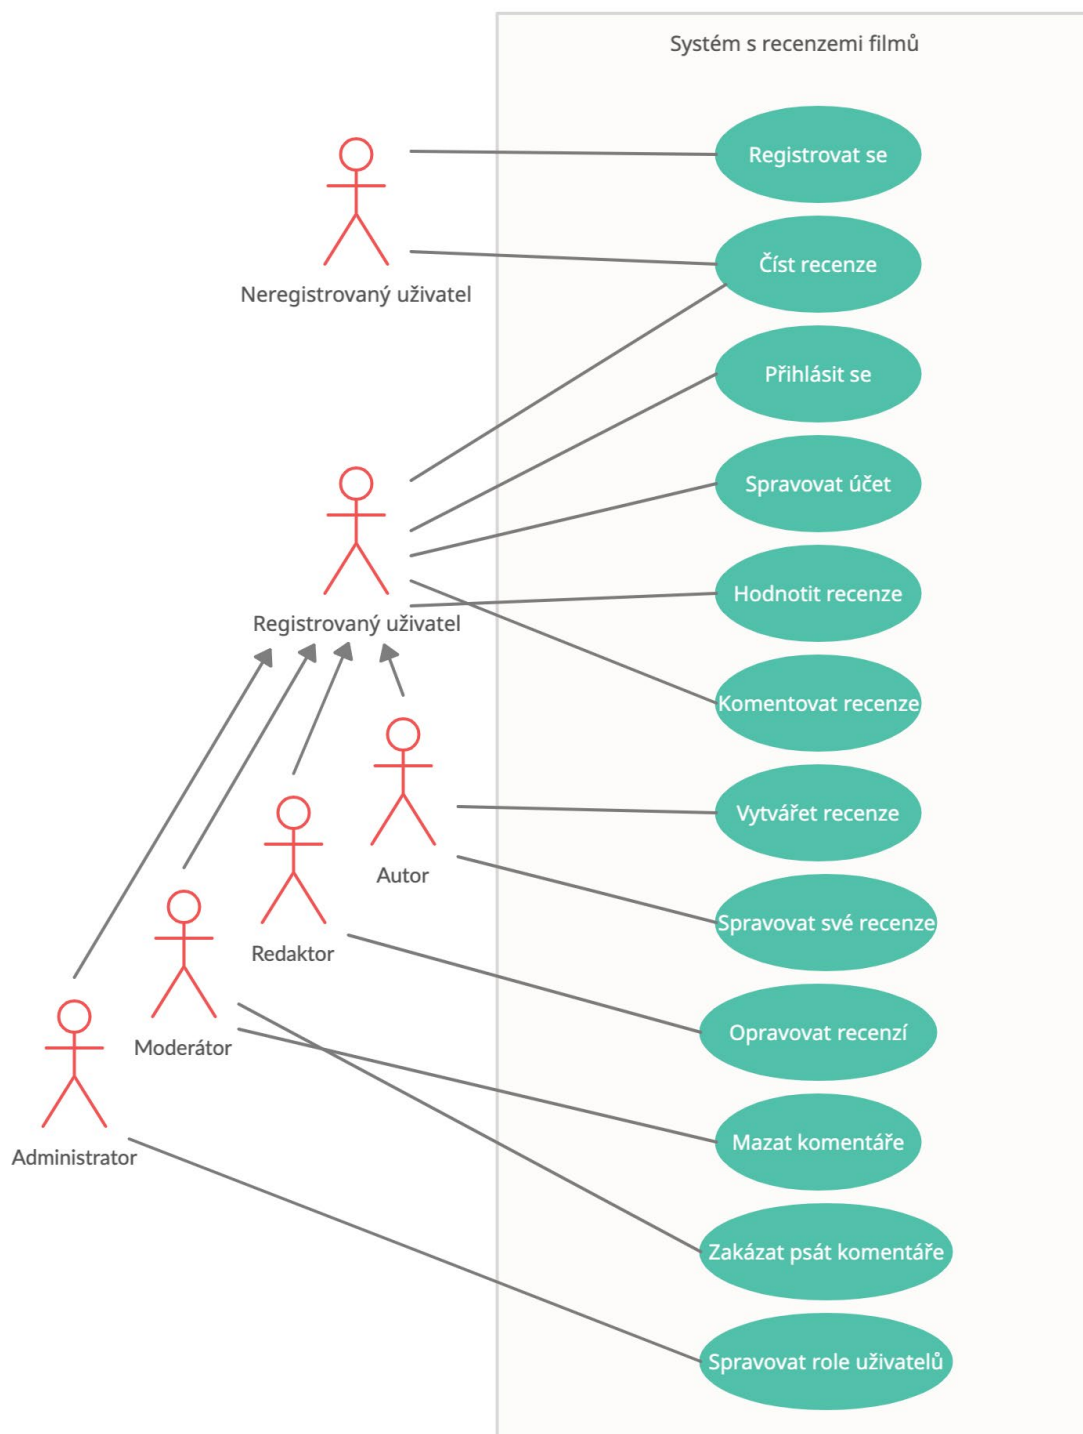 Systém s recenzemi filmů
Registrovat se
Číst recenze
Neregistrovaný uživatel
Přihlásit se
Spravovat účet
Hodnotit recenze
Registrovaný uživatel
Komentovat recenze
Vytvářet recenze
Autor
Spravovat své recenze
Redaktor
Opravovat recenzí
Moderátor
Mazat komentáře
Administrator
Zakázat psát komentáře
Spravovat role uživatelů